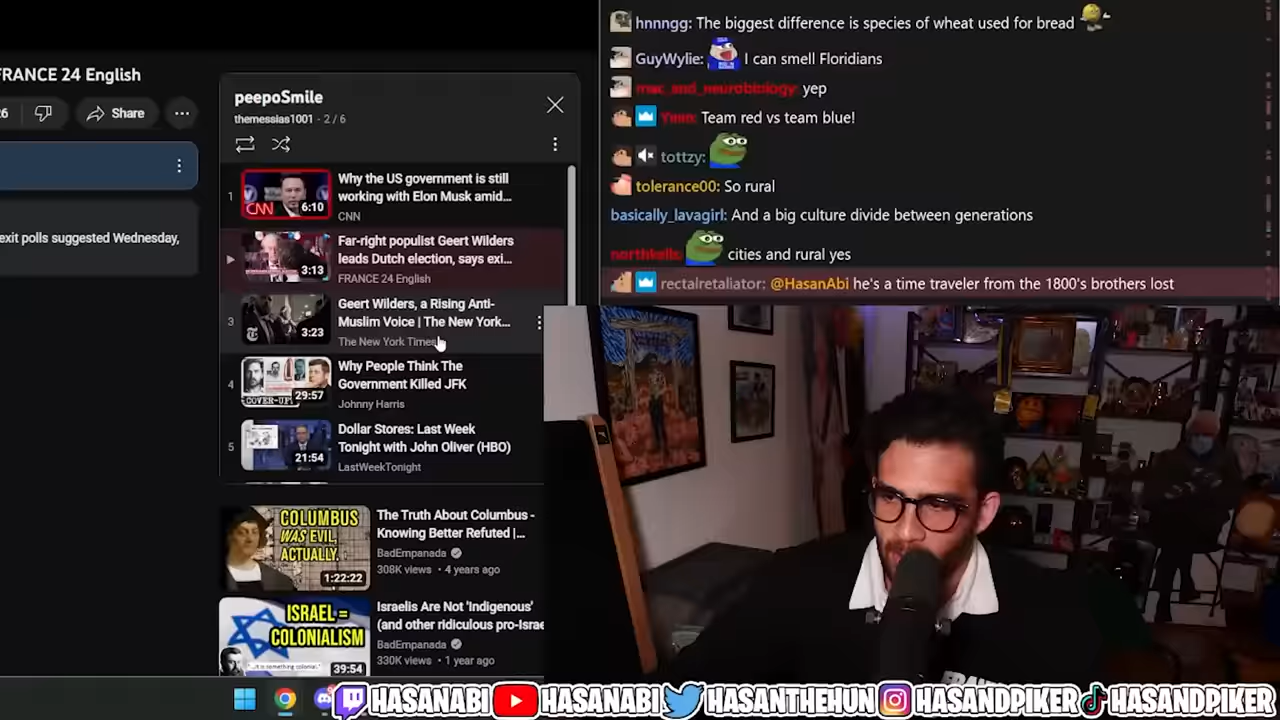 FRANCE 24 English
Share
exit polls suggested Wednesday,
peepoSmile
themessias1001 - 2 / 6
1
6:10
CNN
Why the US government is still
working with Elon Musk amid...
CNN
3:13
Far-right populist Geert Wilders
leads Dutch election, says exi...
FRANCE 24 English
3
3:23
Geert Wilders, a Rising Anti-
Muslim Voice | The New York...
The New York Times
4
COVER-UP!
29:57
Why People Think The
Government Killed JFK
Johnny Harris
5
21:54
Dollar Stores: Last Week
Tonight with John Oliver (HBO)
LastWeekTonight
COLUMBUS
WAS EVIL,
ACTUALLY.
1:22:22
The Truth About Columbus -
Knowing Better Refuted |...
BadEmpanada
308K views • 4 years ago
ISRAEL =
COLONIALISM
39:54
Israelis Are Not 'Indigenous'
(and other ridiculous pro-Israe
BadEmpanada
330K views • 1 year ago
hnnngg: The biggest difference is species of wheat used for bread
GuyWylie: I can smell Floridians
mac_and_neurobiology: yep
Team red vs team blue!
tottzy:
tolerance00: So rural
basically_lavagirl: And a big culture divide between generations
cities and rural yes
rectalretaliator: @HasanAbi he's a time traveler from the 1800's brothers lost
HASANABI HASANABI HASANTHEHUN HASANDPIKER HASANDPIKER